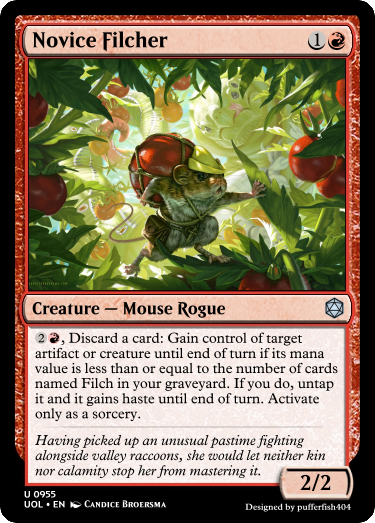 Novice Filcher
1
Creature — Mouse Rogue
2 , Discard a card: Gain control of target
artifact or creature until end of turn if its mana
value is less than or equal to the number of cards
named Filch in your graveyard. If you do, untap
it and it gains haste until end of turn. Activate
only as a sorcery.
Having picked up an unusual pastime fighting
alongside valley raccoons, she would let neither kin
nor calamity stop her from mastering it.
2/2
U 0955
UOL • EN Candice Broersma
Designed by pufferfish404